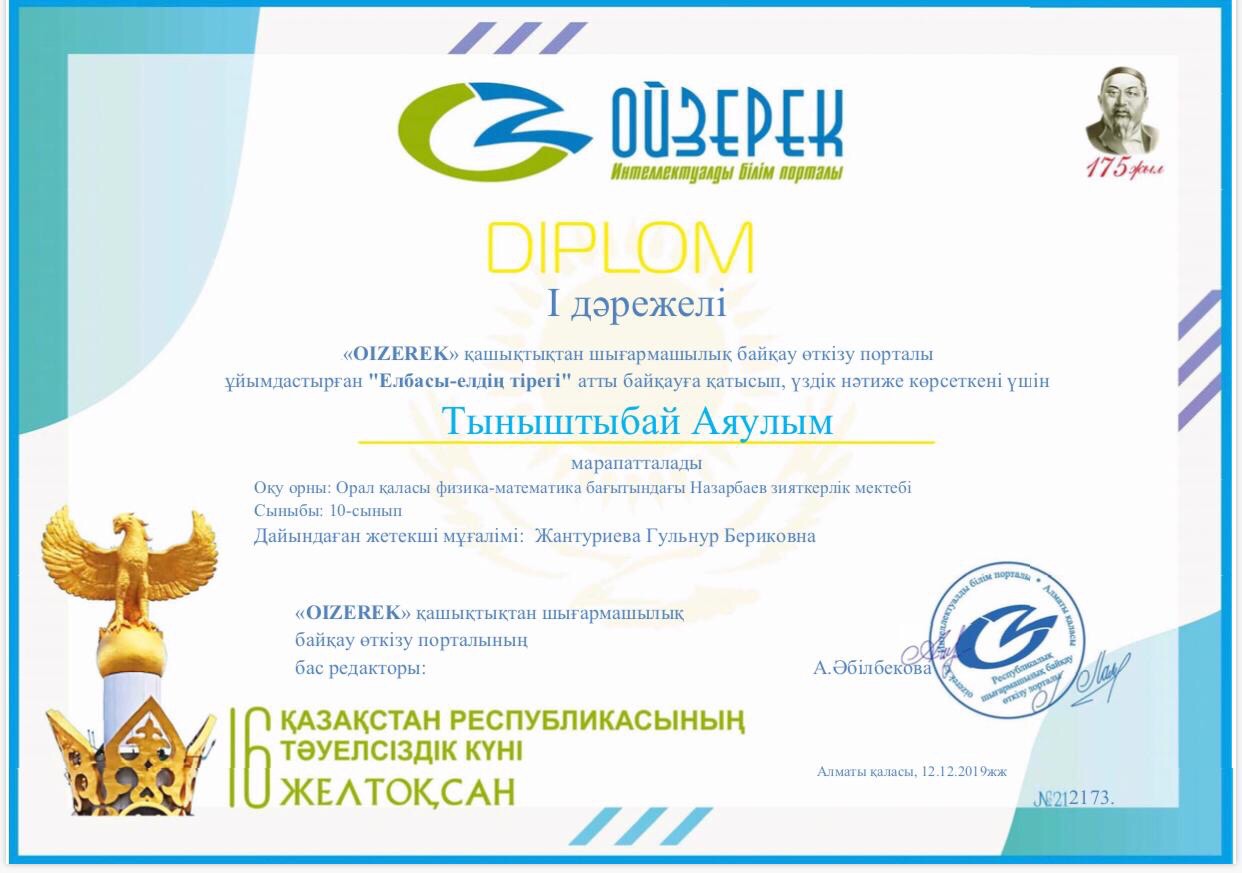 ОЙЗЕРЕК
Интеллектуалды білім порталы
175 жыл
DIPLOM
I дәрежелі
«OIZEREK» қашықтықтан шығармашылық байқау өткізу порталы
ұйымдастырған "Елбасы-елдің тірегі" атты байқауға қатысып, үздік нәтиже көрсеткені үшін
Тыныштыбай Аяулым
марапатталады
Оқу орны: Орал қаласы физика-математика бағытындағы Назарбаев зияткерлік мектебі
Сыныбы: 10-сынып
Дайындаған жетекші мұғалімі: Жантуриева Гульнур Бериковна
«OIZEREK» қашықтықтан шығармашылық
байқау өткізу порталының
бас редакторы:
А.Әбілбекова
интеллектуалды білім порталы • Алматы қаласы
Республикалық
шығармашылық байқау
өткізу порталы
oizerek
16 ҚАЗАҚСТАН РЕСПУБЛИКАСЫНЫҢ
ТӘУЕЛСІЗДІК КҮНІ
ЖЕЛТОҚСАН
Алматы қаласы, 12.12.2019жж
№212173.